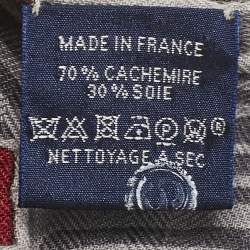 MADE IN FRANCE
70% CACHEMIRE
30% SOIE
NETTOYAGE A SEC